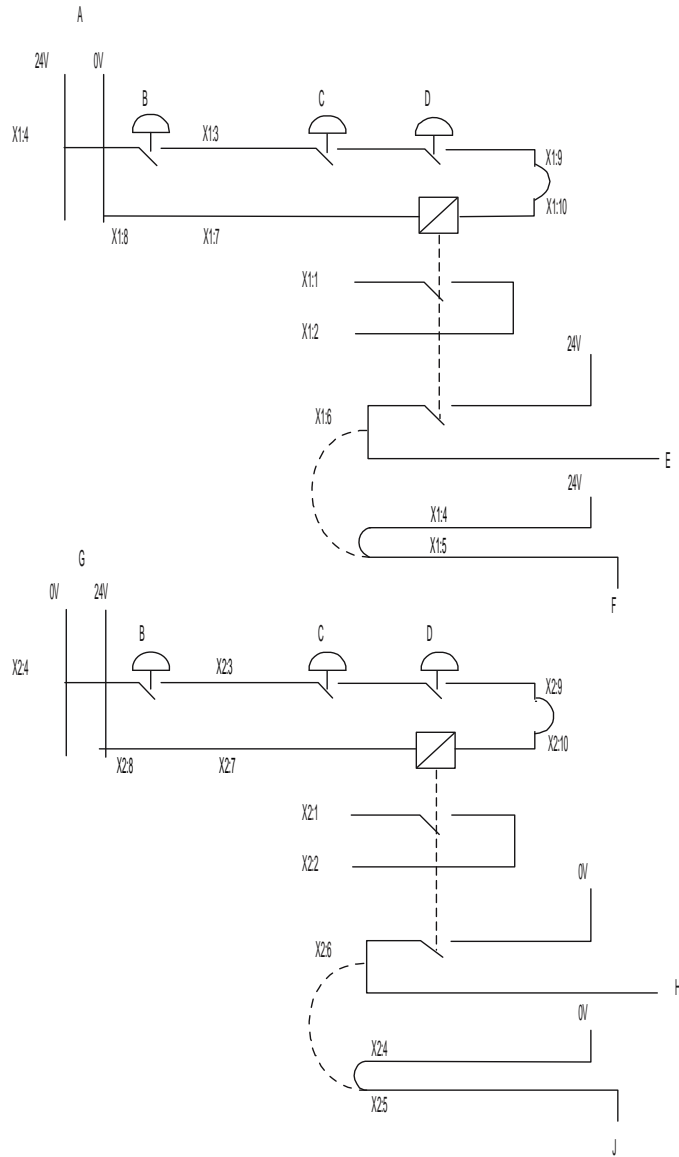 A
24V 0V
B C D
X1:4 X1:3
X1:9
X1:10
X1:8 X1:7
X1:1
X1:2
24V
X1:6
E
24V
X1:4
X1:5
G
F
0V 24V
B C D
X2:4 X2:3
X2:9
X2:10
X2:8 X2:7
X2:1
X2:2
0V
X2:6
H
0V
X2:4
X2:5
J